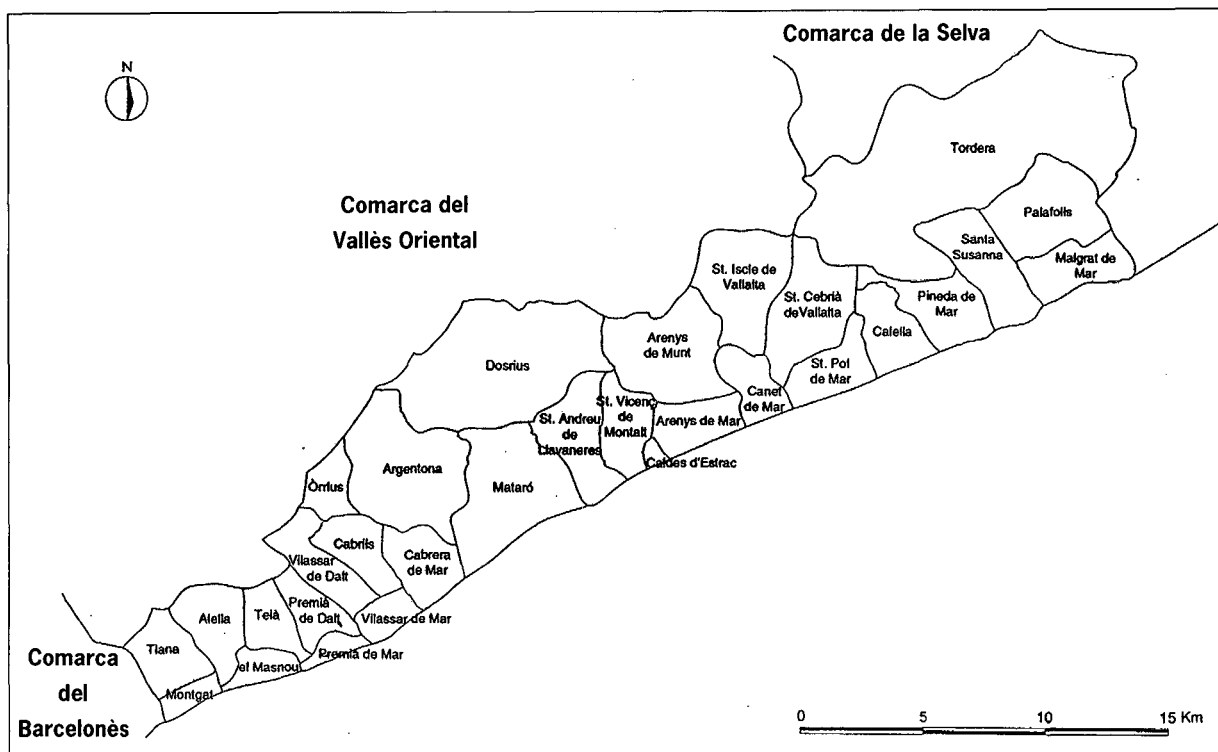 Comarca de la Selva
N
Tordera
Comarca del
Vallès Oriental
Palafolls
Santa
Susanna
Malgrat de
Mar
St. Iscle de
Vallalta
St. Cebrià
de Vallalta
Pineda de
Mar
Calella
Arenys
de Munt
Dosrius
St. Pol
de Mar
Canet
de Mar
St. Vicenç
de
Montalt
St. Andreu
de
Llavaneres
Arenys de Mar
Caldes d'Estrac
Argentona
Mataró
Òrrius
Cabrils
Cabrera
de Mar
Vilassar
de Dalt
Premià
de Dalt
Teià
Alella
Vilassar de Mar
Tiana
Premià de Mar
el Masnou
Montgat
Comarca
del
Barcelonès
0 5 10 15 Km